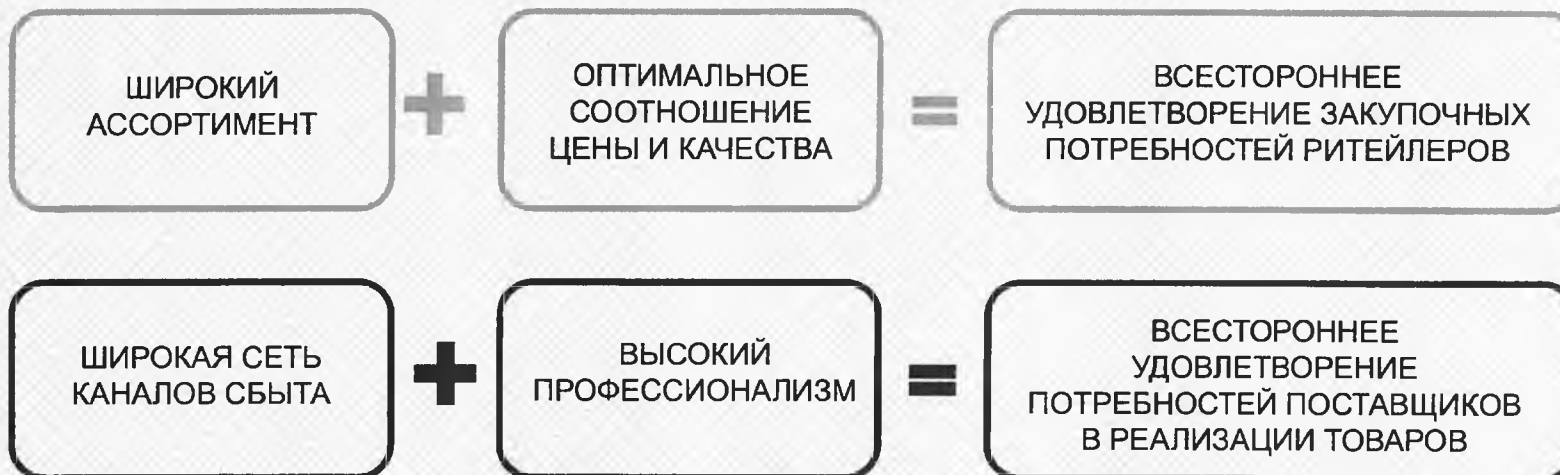 ШИРОКИЙ
АССОРТИМЕНТ
+
ОПТИМАЛЬНОЕ
СООТНОШЕНИЕ
ЦЕНЫ И КАЧЕСТВА
=
ВСЕСТОРОННЕЕ
УДОВЛЕТВОРЕНИЕ ЗАКУПОЧНЫХ
ПОТРЕБНОСТЕЙ РИТЕЙЛЕРОВ
ШИРОКАЯ СЕТЬ
КАНАЛОВ СБЫТА
+
ВЫСОКИЙ
ПРОФЕССИОНАЛИЗМ
=
ВСЕСТОРОННЕЕ
УДОВЛЕТВОРЕНИЕ
ПОТРЕБНОСТЕЙ ПОСТАВЩИКОВ
В РЕАЛИЗАЦИИ ТОВАРОВ